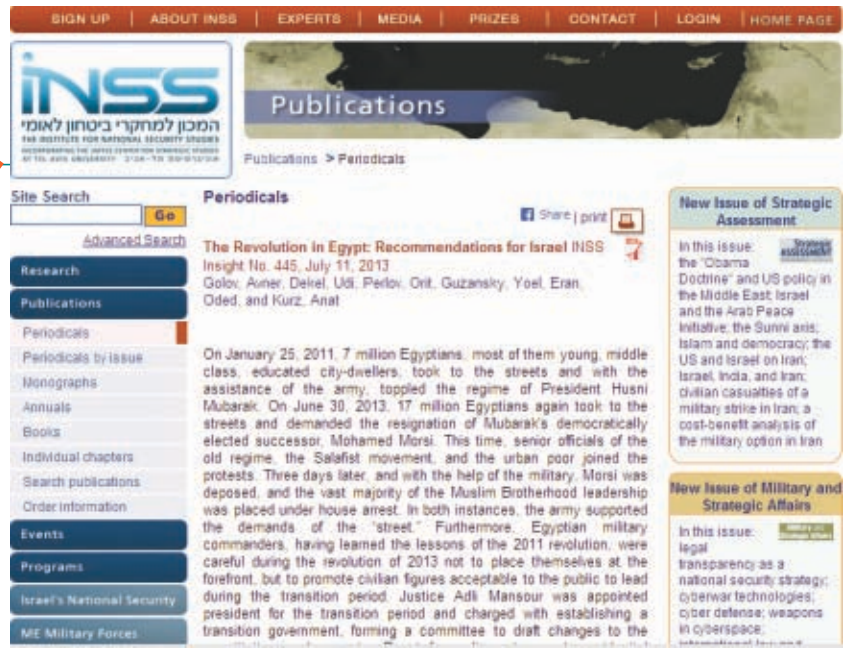 SIGN UP | ABOUT INSS | EXPERTS | MEDIA | PRIZES | CONTACT | LOGIN | HOME PAGE
iNSS
המכון למחקרי ביטחון לאומי
THE INSTITUTE FOR NATIONAL SECURITY STUDIES
Publications
Publications > Periodicals
Site Search
Go
Advanced Search
Research
Publications
Periodicals
Periodicals by issue
Monographs
Annuals
Books
Individual chapters
Search publications
Order information
Events
Programs
Israel's National Security
ME Military Forces
Periodicals
Share | print
The Revolution in Egypt: Recommendations for Israel INSS
Insight No. 445, July 11, 2013
Golov, Avner, Dekel, Udi, Perlov, Orit, Guzansky, Yoel, Eran,
Oded, and Kurz, Anat
On January 25, 2011, 7 million Egyptians, most of them young, middle
class, educated city-dwellers, took to the streets and with the
assistance of the army, toppled the regime of President Husni
Mubarak. On June 30, 2013, 17 million Egyptians again took to the
streets and demanded the resignation of Mubarak's democratically
elected successor, Mohamed Morsi. This time, senior officials of the
old regime, the Salafist movement, and the urban poor joined the
protests. Three days later, and with the help of the military, Morsi was
deposed, and the vast majority of the Muslim Brotherhood leadership
was placed under house arrest. In both instances, the army supported
the demands of the "street." Furthermore, Egyptian military
commanders, having learned the lessons of the 2011 revolution, were
careful during the revolution of 2013 not to place themselves at the
forefront, but to promote civilian figures acceptable to the public to lead
during the transition period. Justice Adli Mansour was appointed
president for the transition period and charged with establishing a
transition government, forming a committee to draft changes to the
New Issue of Strategic
Assessment
In this issue:
Strategic
ASSESSMENT
the "Obama
Doctrine" and US policy in
the Middle East; Israel
and the Arab Peace
Initiative; the Sunni axis;
Islam and democracy; the
US and Israel on Iran;
Israel, India, and Iran;
civilian casualties of a
military strike in Iran; a
cost-benefit analysis of
the military option in Iran
New Issue of Military and
Strategic Affairs
In this issue:
legal
transparency as a
national security strategy;
cyberwar technologies;
cyber defense; weapons
in cyberspace;
international law and